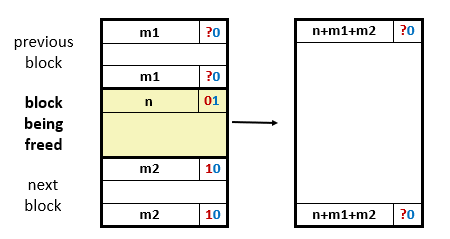 previous
block
block
being
freed
next
block
m1 ?0
m1 ?0
n 01
m2 10
m2 10
n+m1+m2 ?0
n+m1+m2 ?0